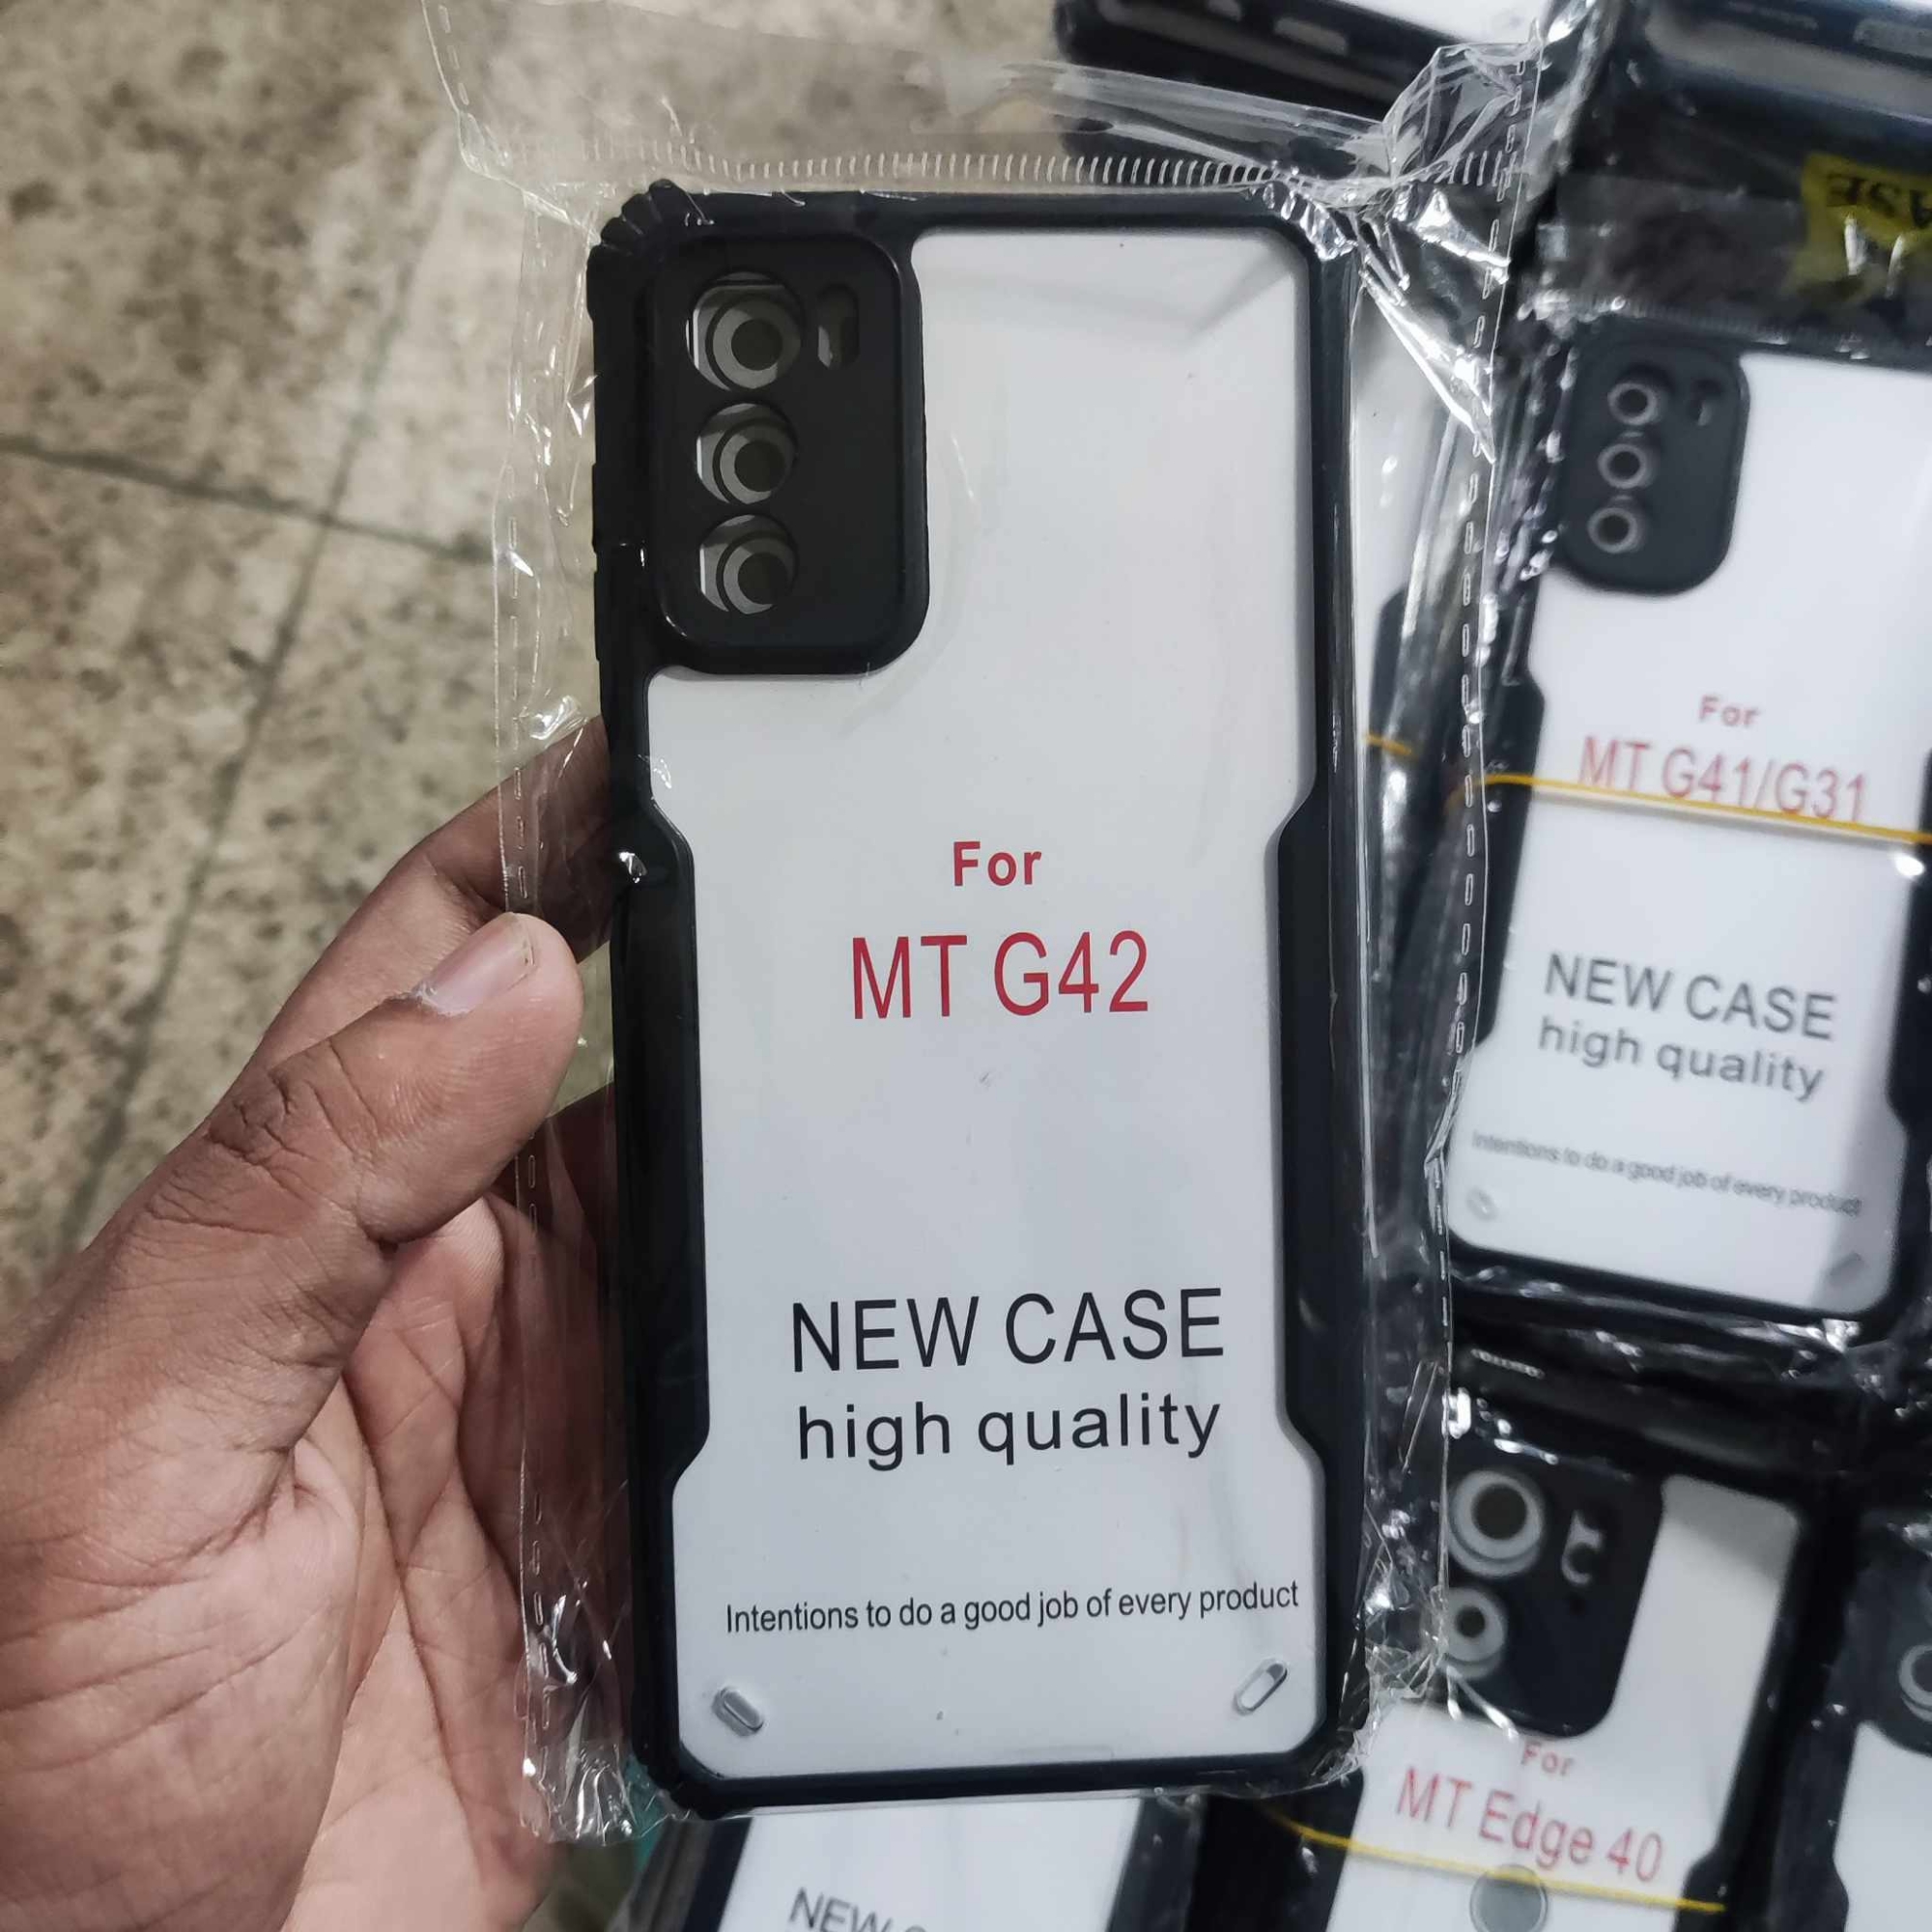 For
MT G42
NEW CASE
high quality
Intentions to do a good job of every product
For
MT G41/G31
NEW CASE
high quality
Intentions to do a good job of every product
For
MT Edge 40
NEW